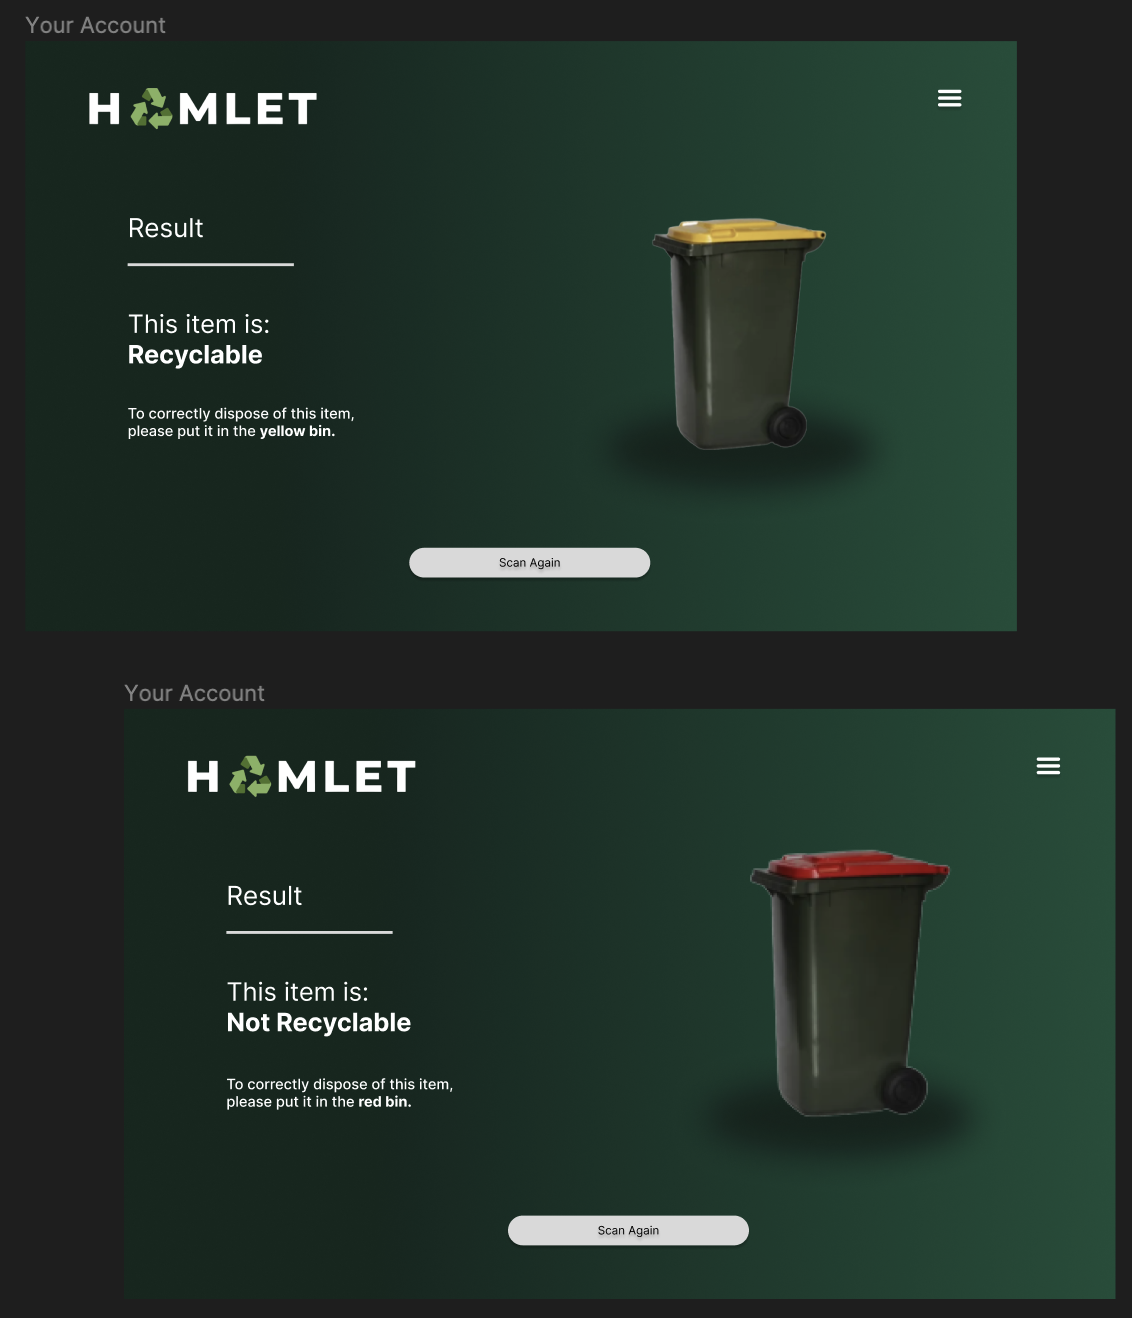 Your Account
HAMLET
Result
This item is:
Recyclable
To correctly dispose of this item,
please put it in the yellow bin.
Scan Again
Your Account
HAMLET
Result
This item is:
Not Recyclable
To correctly dispose of this item,
please put it in the red bin.
Scan Again